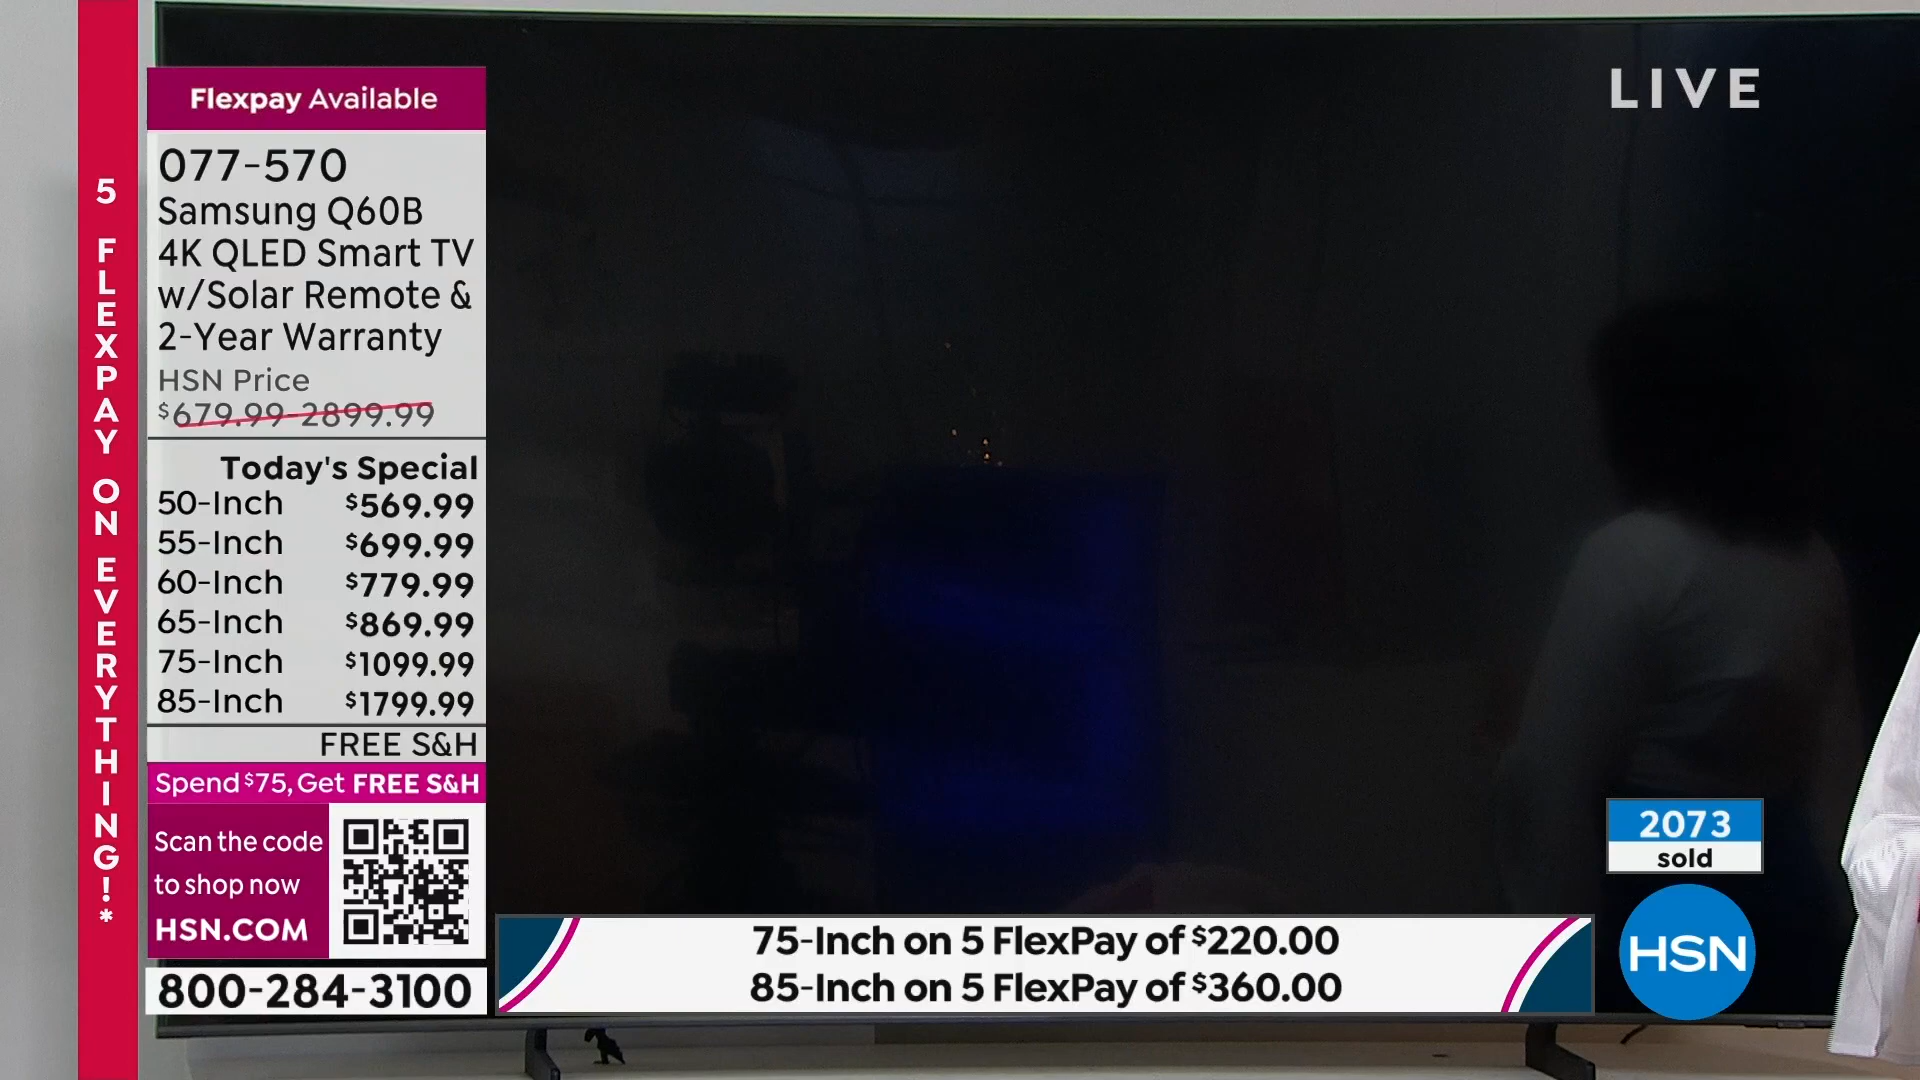 5 FLEXPAY ON EVERYTHING!*
Flexpay Available
077-570
Samsung Q60B
4K QLED Smart TV
w/Solar Remote &
2-Year Warranty
HSN Price
$679.99-2899.99
Today's Special
50-Inch $569.99
55-Inch $699.99
60-Inch $779.99
65-Inch $869.99
75-Inch $1099.99
85-Inch $1799.99
FREE S&H
Spend $75, Get FREE S&H
Scan the code
to shop now
HSN.COM
800-284-3100
LIVE
2073
sold
HSN
75-Inch on 5 FlexPay of $220.00
85-Inch on 5 FlexPay of $360.00